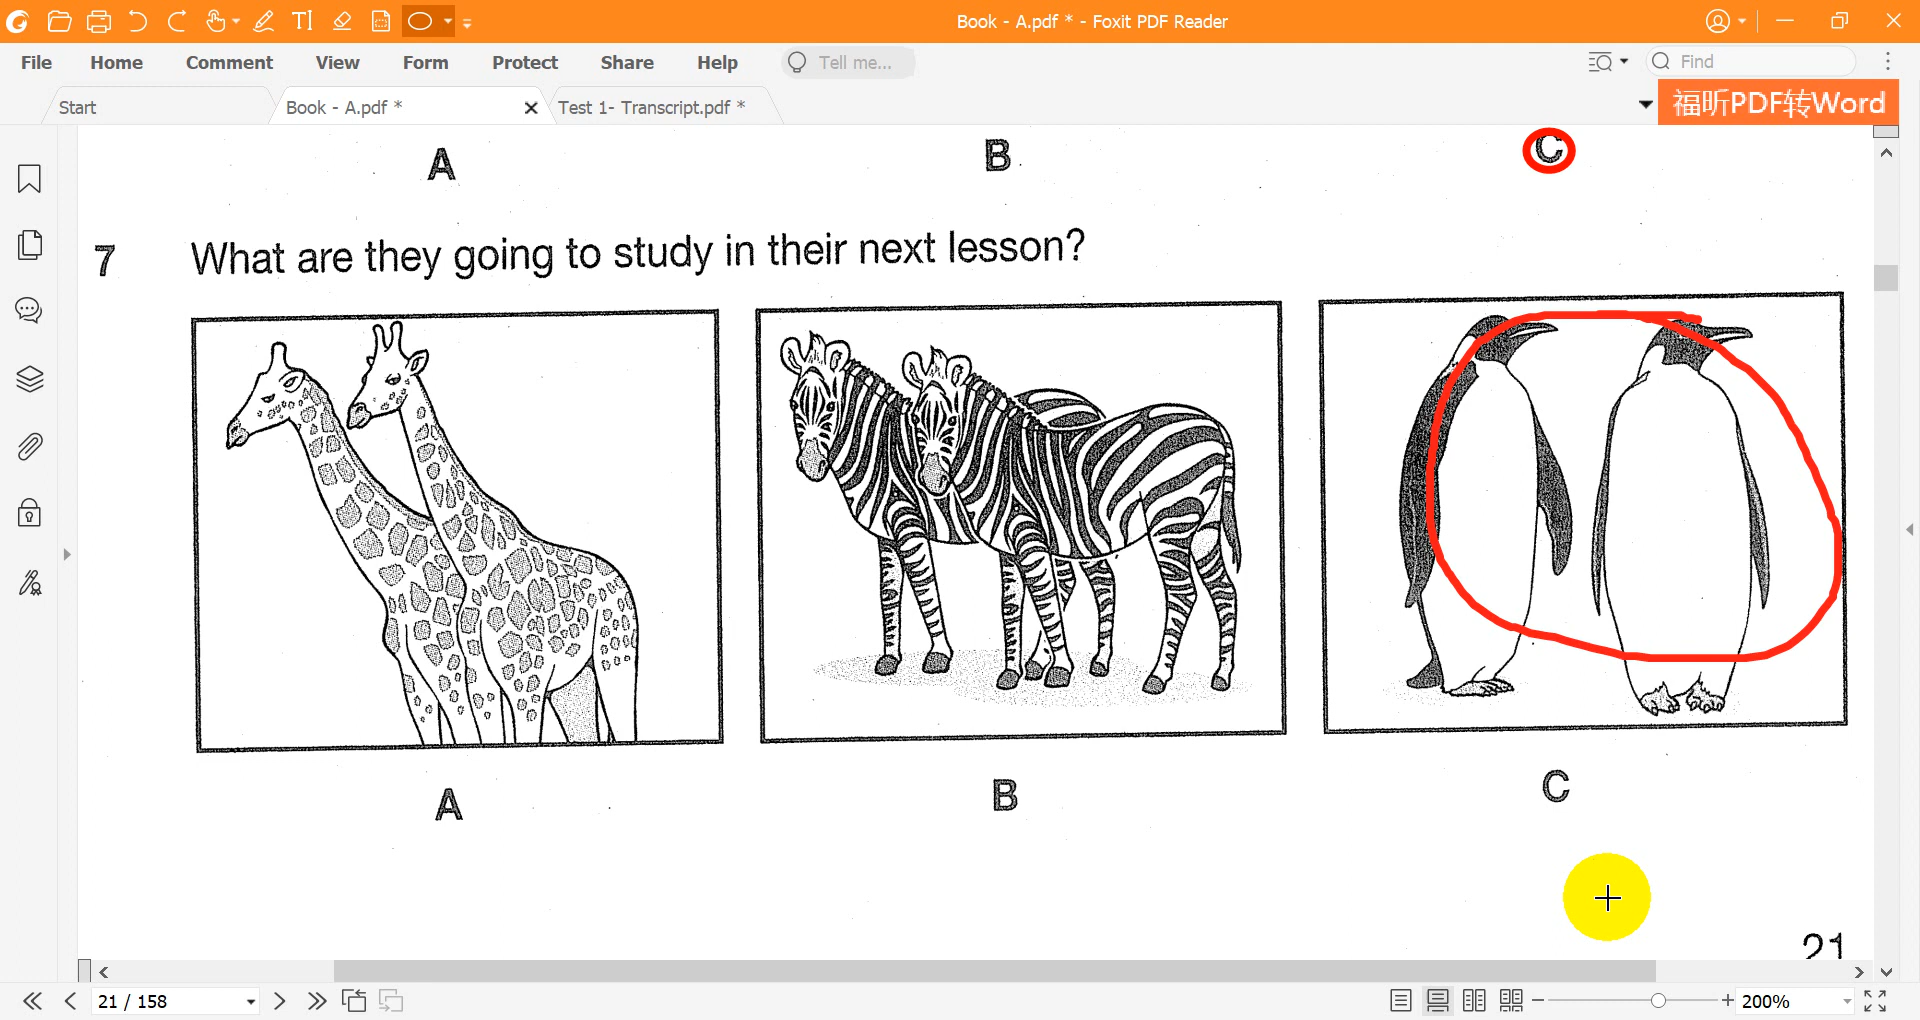 Book - A.pdf * - Foxit PDF Reader
File Home Comment View Form Protect Share Help Tell me... Find
Start Book - A.pdf * Test 1- Transcript.pdf * 福昕PDF转Word
A B C
7 What are they going to study in their next lesson?
A B C
21
21 / 158 200%